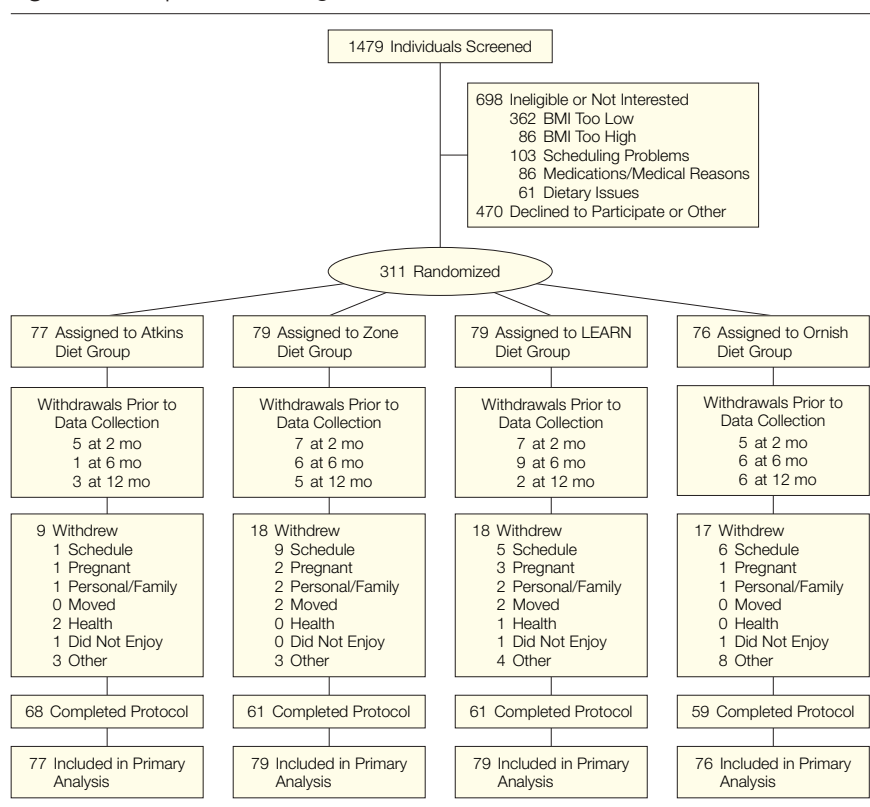 1479 Individuals Screened
698 Ineligible or Not Interested
362 BMI Too Low
86 BMI Too High
103 Scheduling Problems
86 Medications/Medical Reasons
61 Dietary Issues
470 Declined to Participate or Other
311 Randomized
77 Assigned to Atkins
Diet Group
Withdrawals Prior to
Data Collection
5 at 2 mo
1 at 6 mo
3 at 12 mo
9 Withdrew
1 Schedule
1 Pregnant
1 Personal/Family
0 Moved
2 Health
1 Did Not Enjoy
3 Other
68 Completed Protocol
77 Included in Primary
Analysis
79 Assigned to Zone
Diet Group
Withdrawals Prior to
Data Collection
7 at 2 mo
6 at 6 mo
5 at 12 mo
18 Withdrew
9 Schedule
2 Pregnant
2 Personal/Family
2 Moved
0 Health
0 Did Not Enjoy
3 Other
61 Completed Protocol
79 Included in Primary
Analysis
79 Assigned to LEARN
Diet Group
Withdrawals Prior to
Data Collection
7 at 2 mo
9 at 6 mo
2 at 12 mo
18 Withdrew
5 Schedule
3 Pregnant
2 Personal/Family
2 Moved
1 Health
1 Did Not Enjoy
4 Other
61 Completed Protocol
79 Included in Primary
Analysis
76 Assigned to Ornish
Diet Group
Withdrawals Prior to
Data Collection
5 at 2 mo
6 at 6 mo
6 at 12 mo
17 Withdrew
6 Schedule
1 Pregnant
1 Personal/Family
0 Moved
0 Health
1 Did Not Enjoy
8 Other
59 Completed Protocol
76 Included in Primary
Analysis